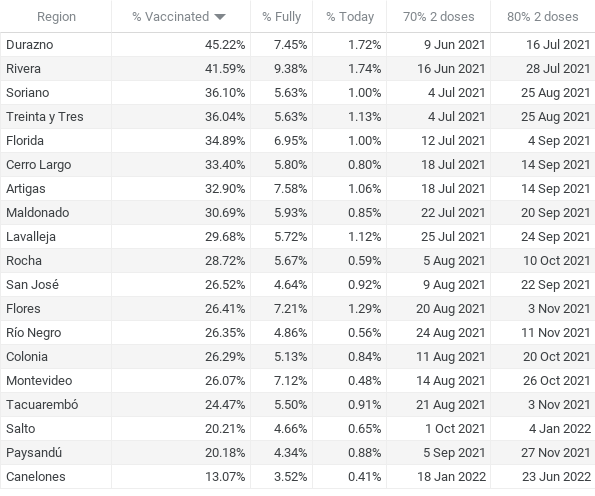 Region % Vaccinated % Fully % Today 70% 2 doses 80% 2 doses
Durazno 45.22% 7.45% 1.72% 9 Jun 2021 16 Jul 2021
Rivera 41.59% 9.38% 1.74% 16 Jun 2021 28 Jul 2021
Soriano 36.10% 5.63% 1.00% 4 Jul 2021 25 Aug 2021
Treinta y Tres 36.04% 5.63% 1.13% 4 Jul 2021 25 Aug 2021
Florida 34.89% 6.95% 1.00% 12 Jul 2021 4 Sep 2021
Cerro Largo 33.40% 5.80% 0.80% 18 Jul 2021 14 Sep 2021
Artigas 32.90% 7.58% 1.06% 18 Jul 2021 14 Sep 2021
Maldonado 30.69% 5.93% 0.85% 22 Jul 2021 20 Sep 2021
Lavalleja 29.68% 5.72% 1.12% 25 Jul 2021 24 Sep 2021
Rocha 28.72% 5.67% 0.59% 5 Aug 2021 10 Oct 2021
San José 26.52% 4.64% 0.92% 9 Aug 2021 22 Sep 2021
Flores 26.41% 7.21% 1.29% 20 Aug 2021 3 Nov 2021
Río Negro 26.35% 4.86% 0.56% 24 Aug 2021 11 Nov 2021
Colonia 26.29% 5.13% 0.84% 11 Aug 2021 20 Oct 2021
Montevideo 26.07% 7.12% 0.48% 14 Aug 2021 26 Oct 2021
Tacuarembó 24.47% 5.50% 0.91% 21 Aug 2021 3 Nov 2021
Salto 20.21% 4.66% 0.65% 1 Oct 2021 4 Jan 2022
Paysandú 20.18% 4.34% 0.88% 5 Sep 2021 27 Nov 2021
Canelones 13.07% 3.52% 0.41% 18 Jan 2022 23 Jun 2022